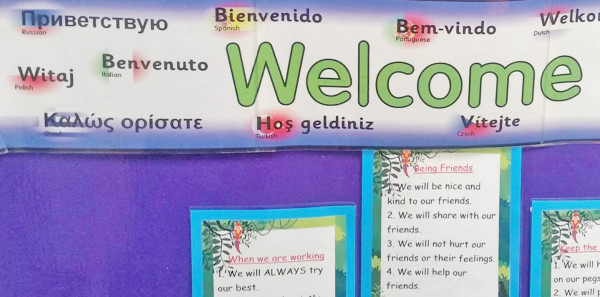 Приветствую
Russian
Bienvenido
Spanish
Bem-vindo
Portuguese
Dutch
Witaj
Polish
Benvenuto
Italian
Welcome
Καλώς ορίσατε
Greek
Hoş geldiniz
Turkish
Vítejte
Czech
Being Friends
1. We will be nice and
kind to our friends.
2. We will share with our
friends.
3. We will not hurt our
friends or their feelings.
4. We will help our
friends.
When we are working
1. We will ALWAYS try
our best.
Keep the
1. We will
on our pegs
2. We will